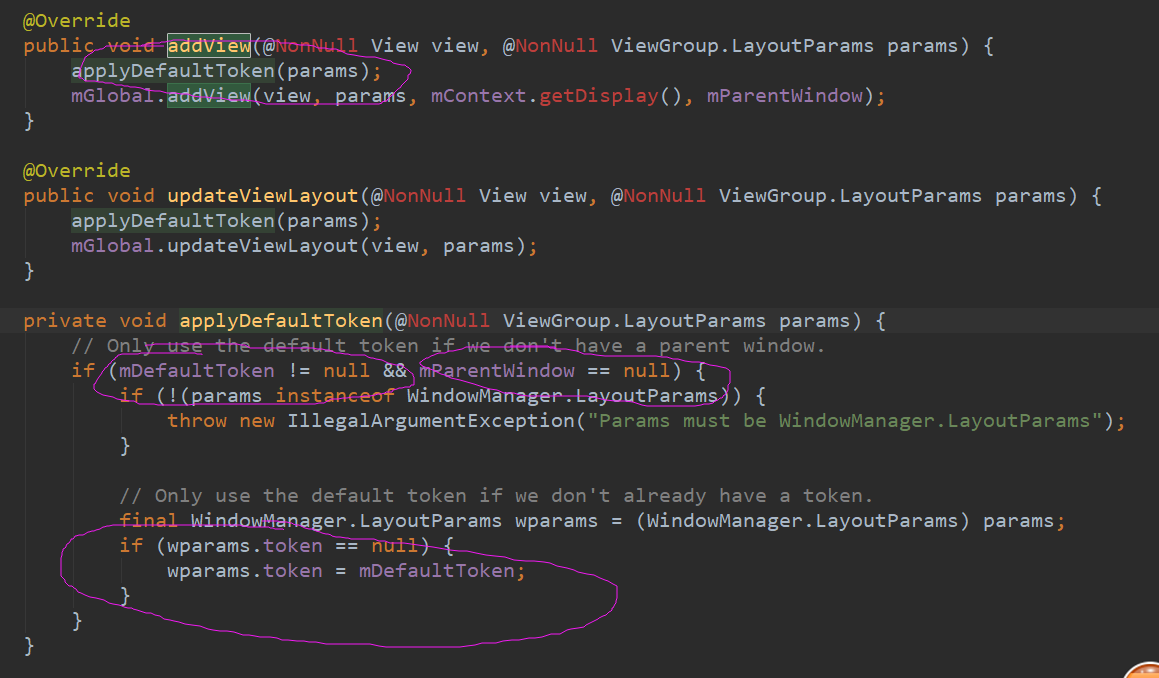 @Override
public void addView(@NonNull View view, @NonNull ViewGroup.LayoutParams params) {
applyDefaultToken(params);
mGlobal.addView(view, params, mContext.getDisplay(), mParentWindow);
}
@Override
public void updateViewLayout(@NonNull View view, @NonNull ViewGroup.LayoutParams params) {
applyDefaultToken(params);
mGlobal.updateViewLayout(view, params);
}
private void applyDefaultToken(@NonNull ViewGroup.LayoutParams params) {
// Only use the default token if we don't have a parent window.
if (mDefaultToken != null && mParentWindow == null) {
if (!(params instanceof WindowManager.LayoutParams)) {
throw new IllegalArgumentException("Params must be WindowManager.LayoutParams");
}
// Only use the default token if we don't already have a token.
final WindowManager.LayoutParams wparams = (WindowManager.LayoutParams) params;
if (wparams.token == null) {
wparams.token = mDefaultToken;
}
}
}